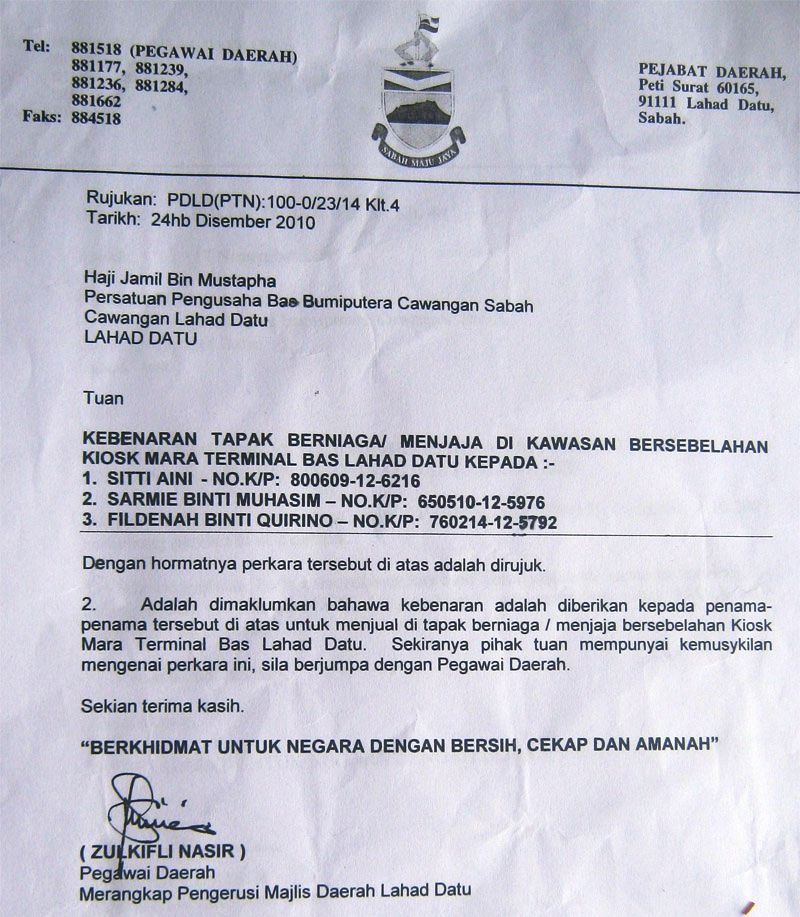 Tel: 881518 (PEGAWAI DAERAH)
881177, 881239,
881236, 881284,
881662
Faks: 884518
SABAH MAJU JAYA
PEJABAT DAERAH,
Peti Surat 60165,
91111 Lahad Datu,
Sabah.
Rujukan: PDLD(PTN):100-0/23/14 Klt.4
Tarikh: 24hb Disember 2010
Haji Jamil Bin Mustapha
Persatuan Pengusaha Bas Bumiputera Cawangan Sabah
Cawangan Lahad Datu
LAHAD DATU
Tuan
KEBENARAN TAPAK BERNIAGA/ MENJAJA DI KAWASAN BERSEBELAHAN
KIOSK MARA TERMINAL BAS LAHAD DATU KEPADA :-
1. SITTI AINI - NO.K/P: 800609-12-6216
2. SARMIE BINTI MUHASIM – NO.K/P: 650510-12-5976
3. FILDENAH BINTI QUIRINO – NO.K/P: 760214-12-5792
Dengan hormatnya perkara tersebut di atas adalah dirujuk.
2. Adalah dimaklumkan bahawa kebenaran adalah diberikan kepada penama-
penama tersebut di atas untuk menjual di tapak berniaga / menjaja bersebelahan Kiosk
Mara Terminal Bas Lahad Datu. Sekiranya pihak tuan mempunyai kemusykilan
mengenai perkara ini, sila berjumpa dengan Pegawai Daerah.
Sekian terima kasih.
“BERKHIDMAT UNTUK NEGARA DENGAN BERSIH, CEKAP DAN AMANAH”
( ZULKIFLI NASIR )
Pegawai Daerah
Merangkap Pengerusi Majlis Daerah Lahad Datu